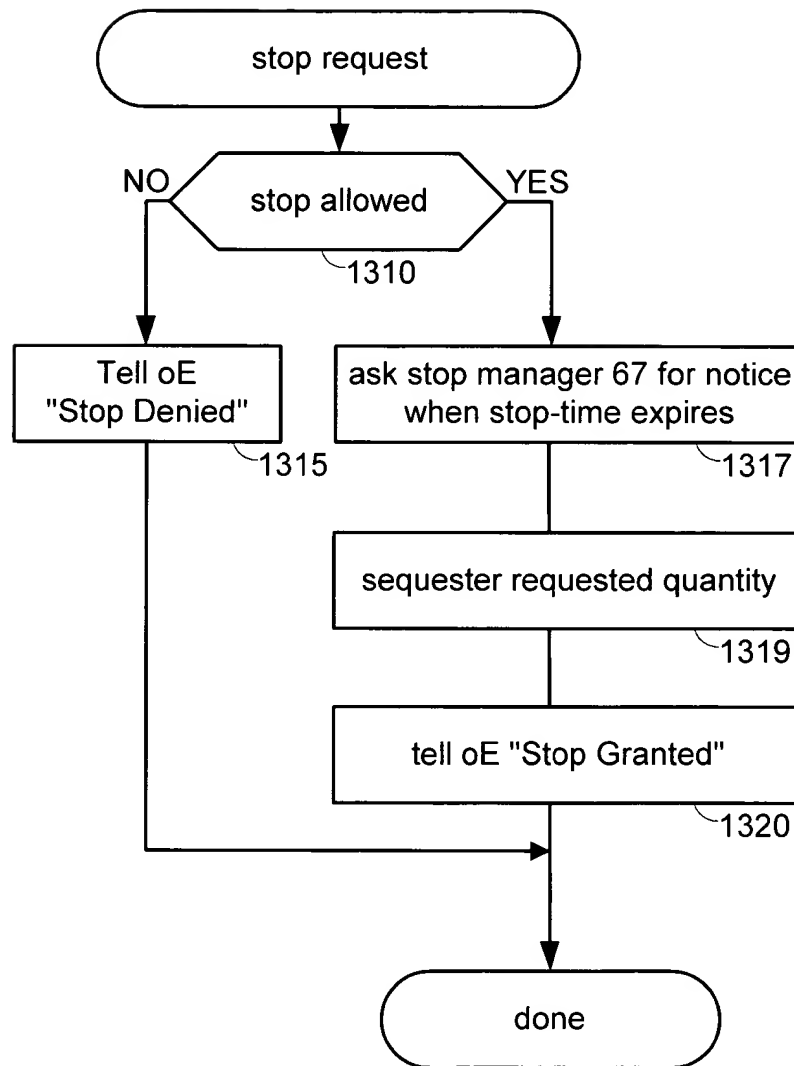 stop request
NO
YES
stop allowed
1310
Tell oE
"Stop Denied"
1315
ask stop manager 67 for notice
when stop-time expires
1317
sequester requested quantity
1319
tell oE "Stop Granted"
1320
done